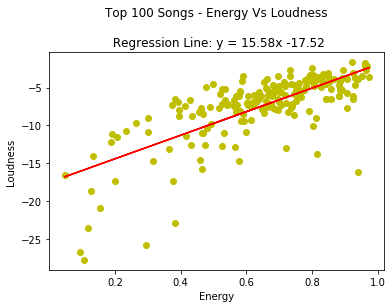 Top 100 Songs - Energy Vs Loudness
Regression Line: y = 15.58x -17.52
−5
−10
−15
−20
−25
Loudness
0.2 0.4 0.6 0.8 1.0
Energy